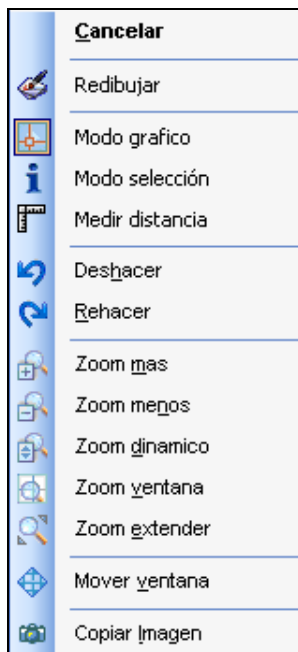 Cancelar
Redibujar
Modo grafico
Modo selección
Medir distancia
Deshacer
Rehacer
Zoom mas
Zoom menos
Zoom dinamico
Zoom ventana
Zoom extender
Mover ventana
Copiar Imagen